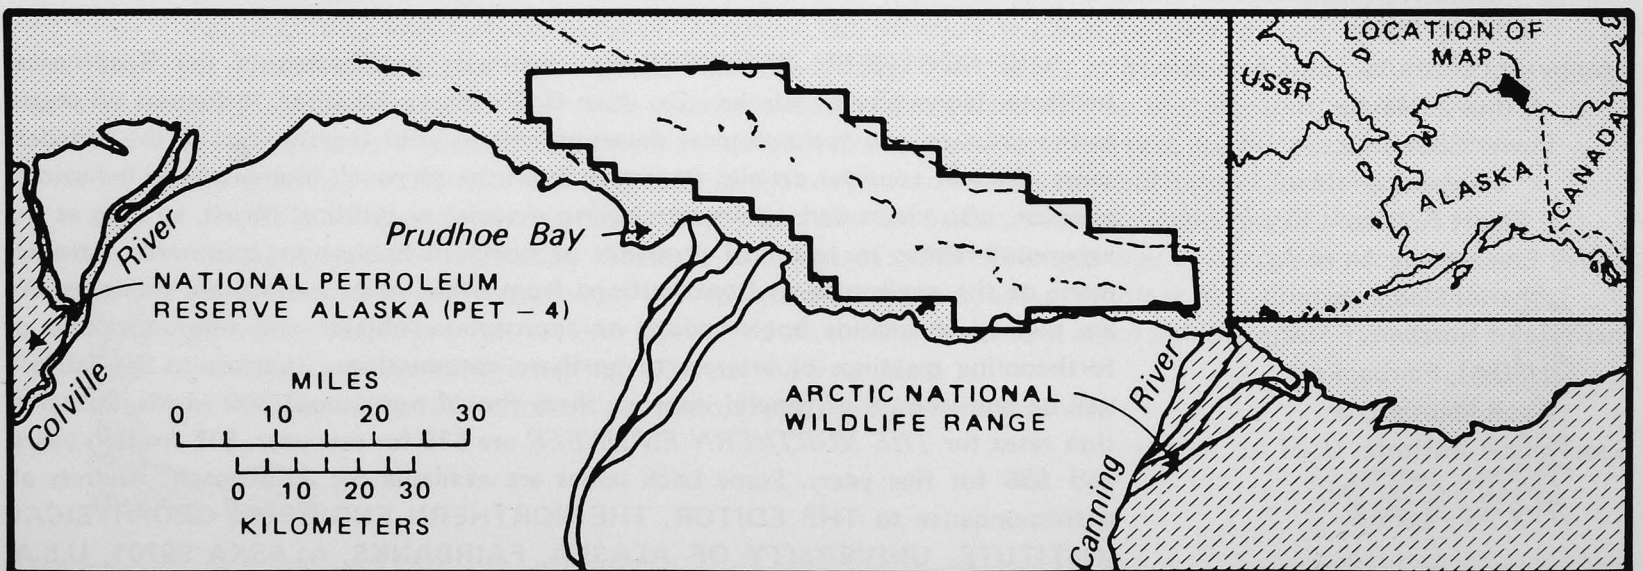 LOCATION OF
MAP
USSR
ALASKA
CANADA
Prudhoe Bay
Colville River
NATIONAL PETROLEUM
RESERVE ALASKA (PET – 4)
MILES
0 10 20 30
0 10 20 30
KILOMETERS
ARCTIC NATIONAL
WILDLIFE RANGE
Canning River